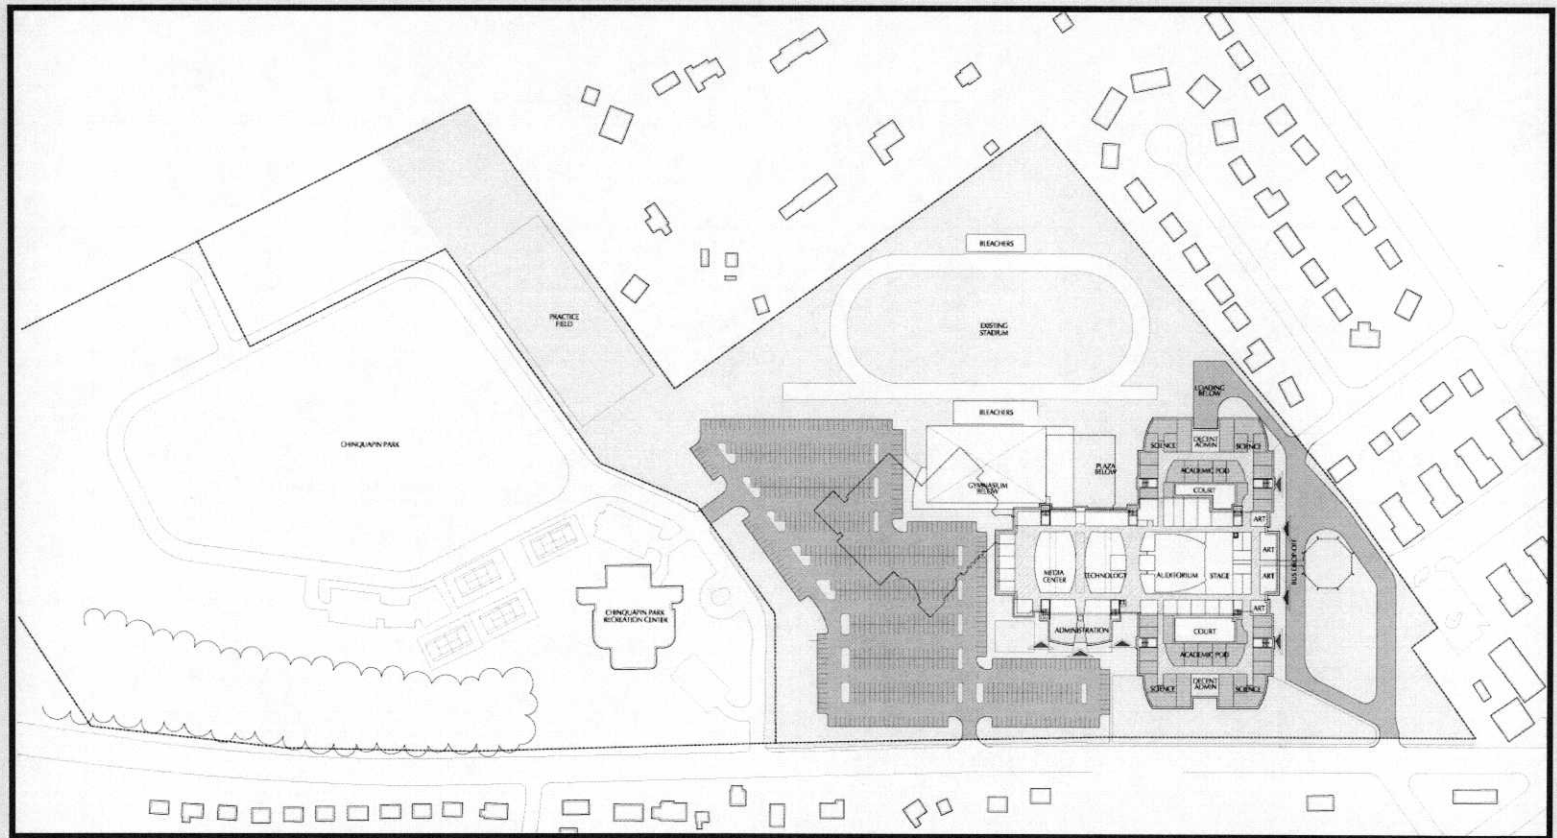 BLEACHERS
PRACTICE
FIELD
EXISTING
STADIUM
LOADING
BELOW
BLEACHERS
CHINQUAPIN PARK
SCIENCE
DECENT
ADMIN
SCIENCE
PLAZA
BELOW
ACADEMIC POD
GYMNASIUM
BELOW
COURT
ART
ART
BUS DROP-OFF
MEDIA
CENTER
TECHNOLOGY
AUDITORIUM
STAGE
ART
ART
CHINQUAPIN PARK
RECREATION CENTER
ADMINISTRATION
COURT
ACADEMIC POD
SCIENCE
DECENT
ADMIN
SCIENCE